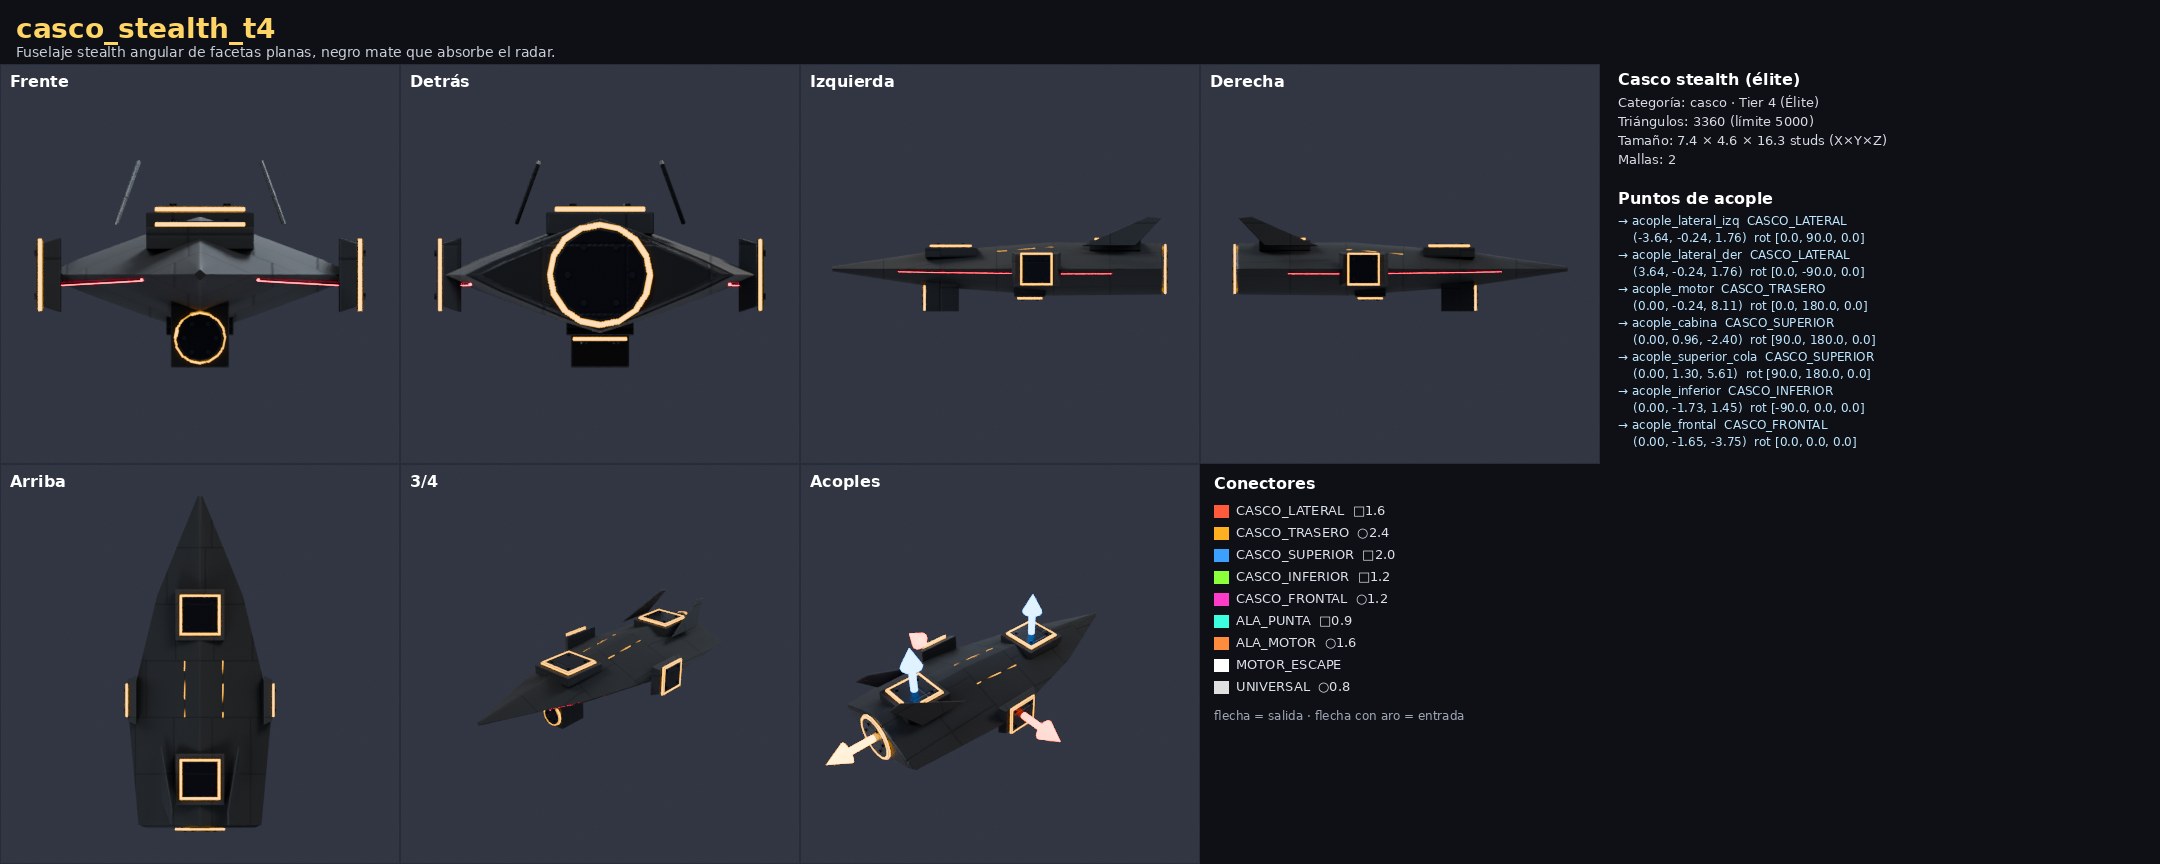 casco_stealth_t4
Fuselaje stealth angular de facetas planas, negro mate que absorbe el radar.
Frente
Detrás
Izquierda
Derecha
Casco stealth (élite)
Categoría: casco · Tier 4 (Élite)
Triángulos: 3360 (límite 5000)
Tamaño: 7.4 × 4.6 × 16.3 studs (X×Y×Z)
Mallas: 2
Puntos de acople
→ acople_lateral_izq  CASCO_LATERAL
(-3.64, -0.24, 1.76)  rot [0.0, 90.0, 0.0]
→ acople_lateral_der  CASCO_LATERAL
(3.64, -0.24, 1.76)  rot [0.0, -90.0, 0.0]
→ acople_motor  CASCO_TRASERO
(0.00, -0.24, 8.11)  rot [0.0, 180.0, 0.0]
→ acople_cabina  CASCO_SUPERIOR
(0.00, 0.96, -2.40)  rot [90.0, 180.0, 0.0]
→ acople_superior_cola  CASCO_SUPERIOR
(0.00, 1.30, 5.61)  rot [90.0, 180.0, 0.0]
→ acople_inferior  CASCO_INFERIOR
(0.00, -1.73, 1.45)  rot [-90.0, 0.0, 0.0]
→ acople_frontal  CASCO_FRONTAL
(0.00, -1.65, -3.75)  rot [0.0, 0.0, 0.0]
Arriba
3/4
Acoples
Conectores
CASCO_LATERAL  □1.6
CASCO_TRASERO  ○2.4
CASCO_SUPERIOR  □2.0
CASCO_INFERIOR  □1.2
CASCO_FRONTAL  ○1.2
ALA_PUNTA  □0.9
ALA_MOTOR  ○1.6
MOTOR_ESCAPE
UNIVERSAL  ○0.8
flecha = salida · flecha con aro = entrada